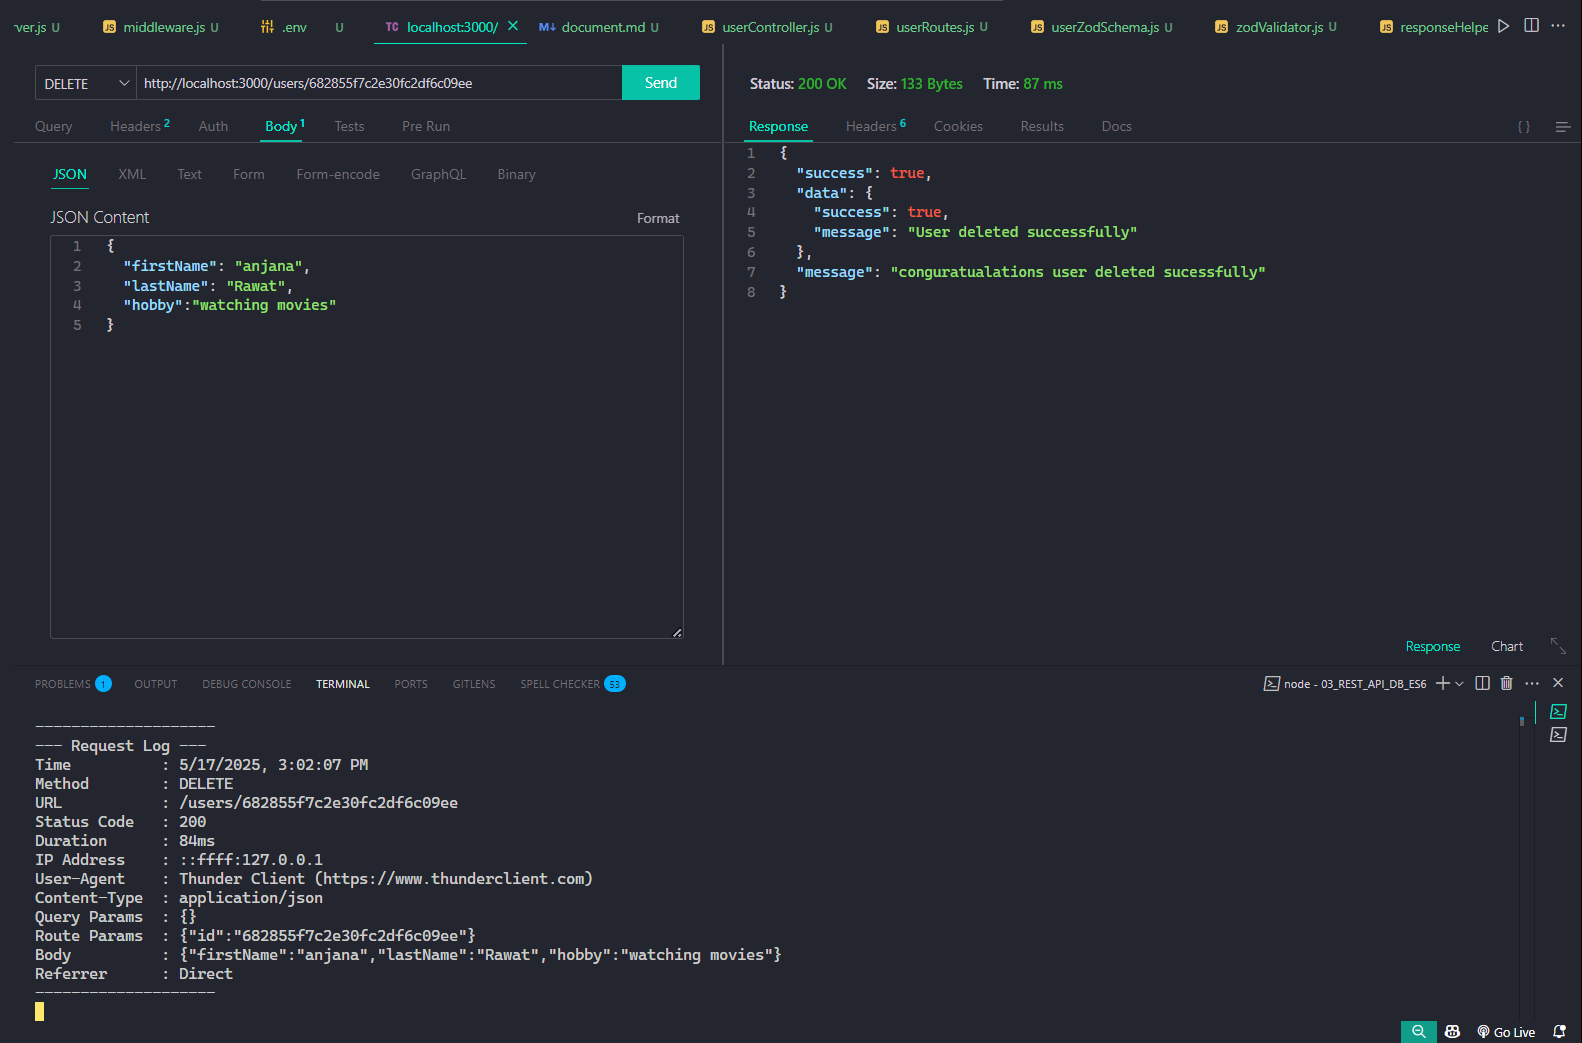 ver.js U
middleware.js U
.env U
TC localhost:3000/ ×
M↓ document.md U
JS userController.js U
JS userRoutes.js U
JS userZodSchema.js U
JS zodValidator.js U
JS responseHelpe
DELETE
http://localhost:3000/users/682855f7c2e30fc2df6c09ee
Send
Query Headers 2 Auth Body 1 Tests Pre Run
JSON XML Text Form Form-encode GraphQL Binary
JSON Content
Format
1 {
2 "firstName": "anjana",
3 "lastName": "Rawat",
4 "hobby":"watching movies"
5 }
Status: 200 OK Size: 133 Bytes Time: 87 ms
Response Headers 6 Cookies Results Docs { }
1 {
2 "success": true,
3 "data": {
4 "success": true,
5 "message": "User deleted successfully"
6 },
7 "message": "conguratualations user deleted sucessfully"
8 }
Response Chart
PROBLEMS 1 OUTPUT DEBUG CONSOLE TERMINAL PORTS GITLENS SPELL CHECKER 53
node - 03_REST_API_DB_ES6
--------------------
--- Request Log ---
Time : 5/17/2025, 3:02:07 PM
Method : DELETE
URL : /users/682855f7c2e30fc2df6c09ee
Status Code : 200
Duration : 84ms
IP Address : ::ffff:127.0.0.1
User-Agent : Thunder Client (https://www.thunderclient.com)
Content-Type : application/json
Query Params : {}
Route Params : {"id":"682855f7c2e30fc2df6c09ee"}
Body : {"firstName":"anjana","lastName":"Rawat","hobby":"watching movies"}
Referrer : Direct
--------------------
Go Live